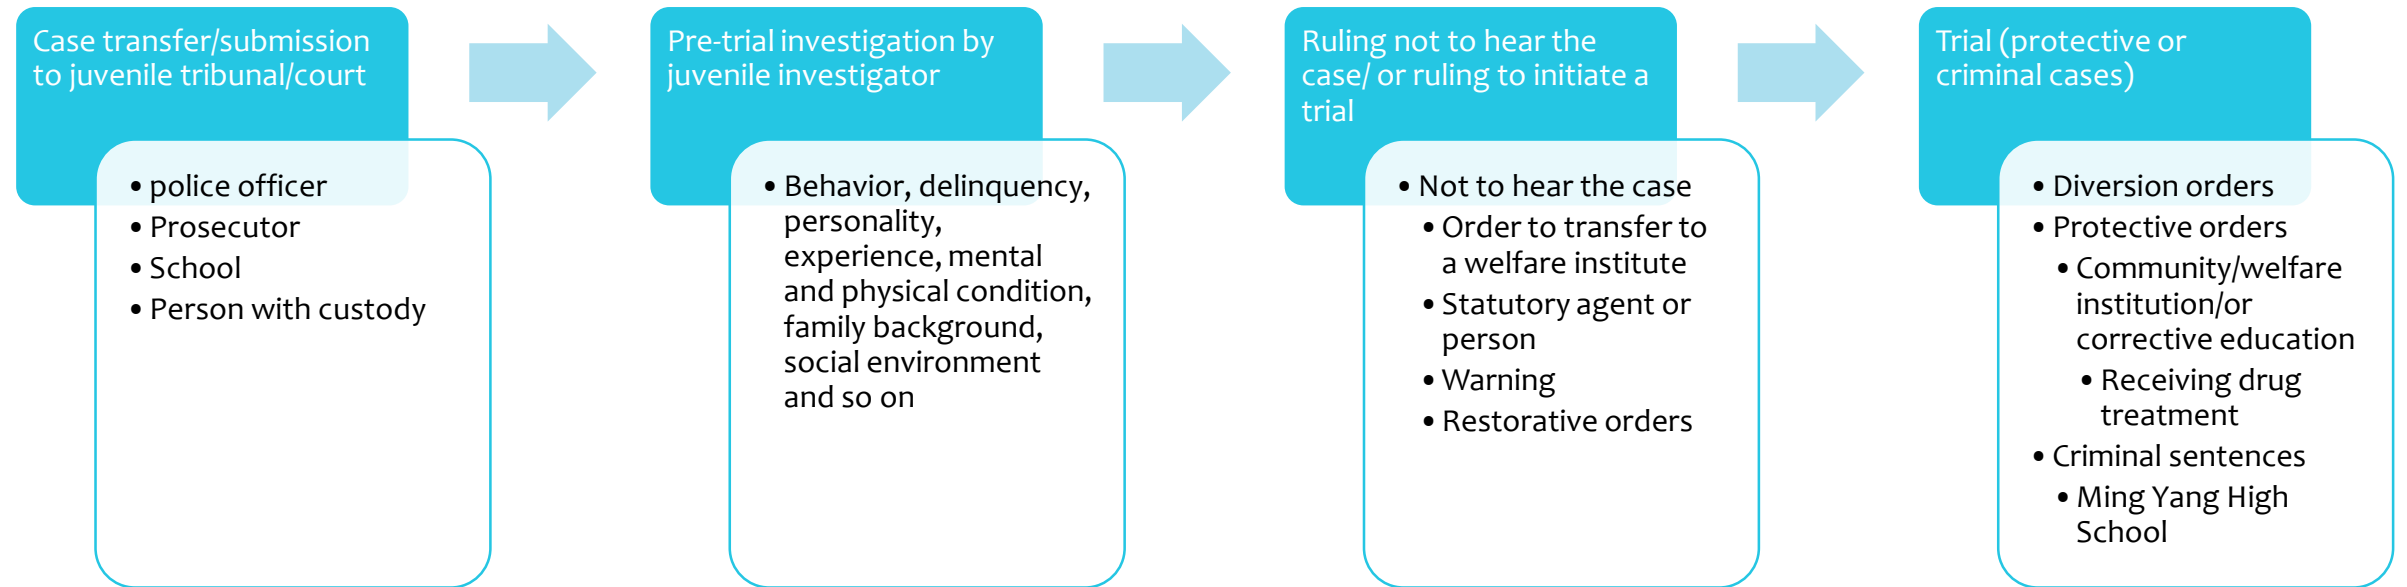 Case transfer/submission
to juvenile tribunal/court
• police officer
• Prosecutor
• School
• Person with custody
Pre-trial investigation by
juvenile investigator
• Behavior, delinquency,
personality,
experience, mental
and physical condition,
family background,
social environment
and so on
Ruling not to hear the
case/ or ruling to initiate a
trial
• Not to hear the case
• Order to transfer to
a welfare institute
• Statutory agent or
person
• Warning
• Restorative orders
Trial (protective or
criminal cases)
• Diversion orders
• Protective orders
• Community/welfare
institution/or
corrective education
• Receiving drug
treatment
• Criminal sentences
• Ming Yang High
School